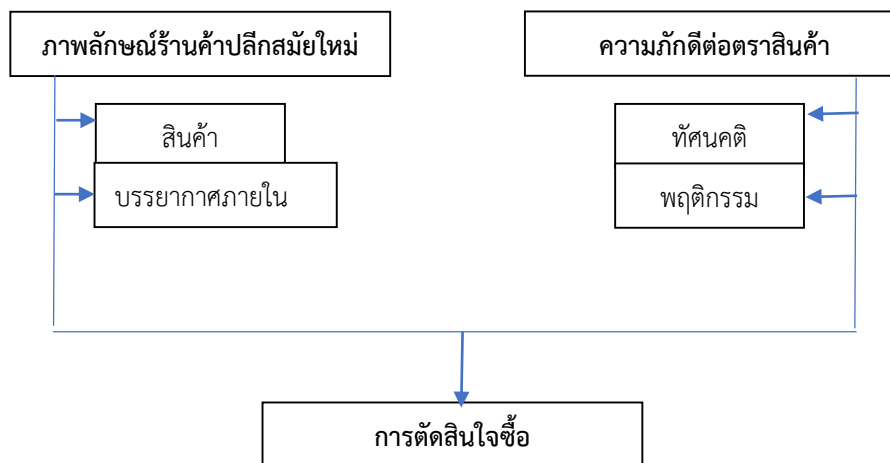 ภาพลักษณ์ร้านค้าปลีกสมัยใหม่
ความภักดีต่อตราสินค้า
สินค้า
ทัศนคติ
บรรยากาศภายใน
พฤติกรรม
การตัดสินใจซื้อ